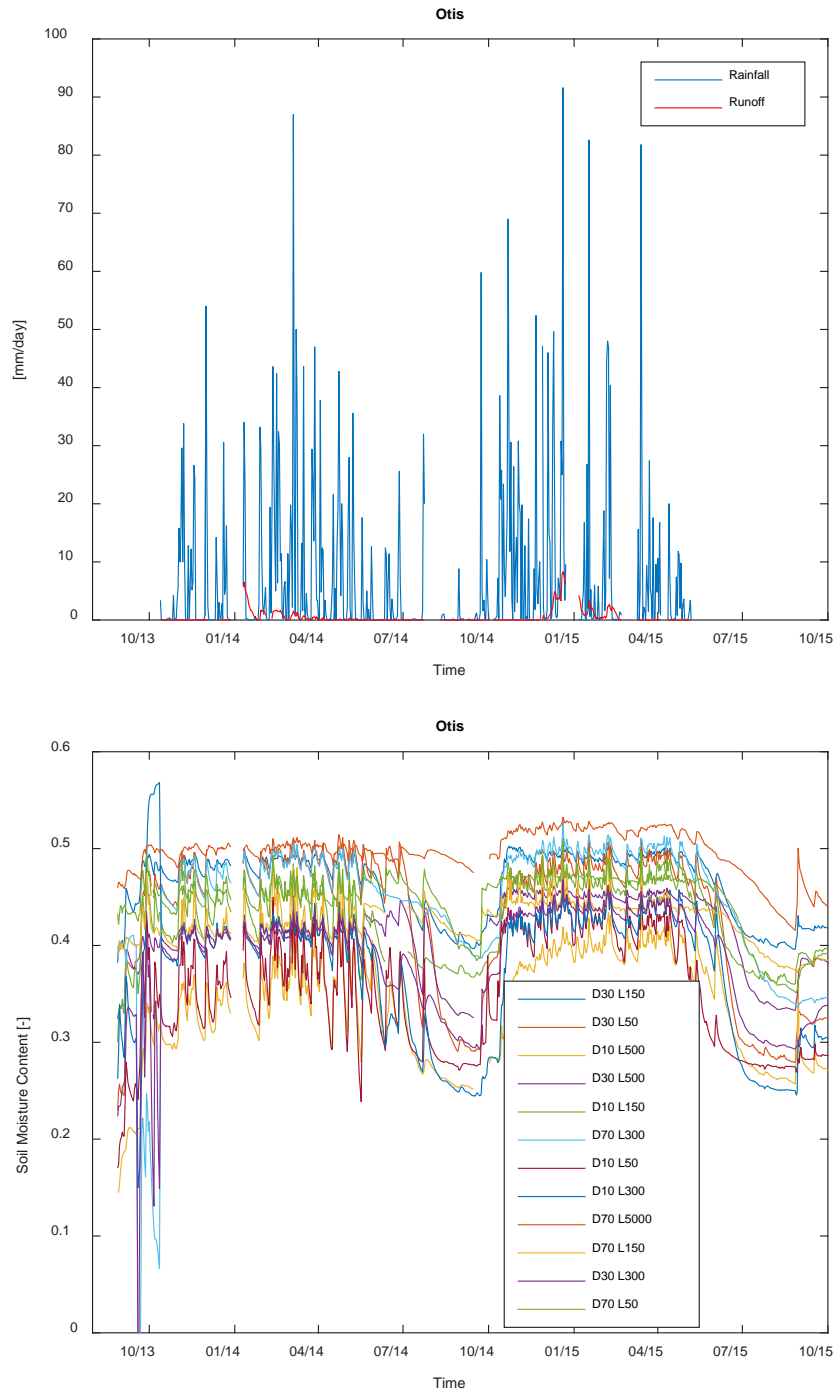 Otis
100
90
80
70
60
50
40
30
20
10
0
[mm/day]
Rainfall
Runoff
10/13 01/14 04/14 07/14 10/14 01/15 04/15 07/15 10/15
Time
Otis
0.6
0.5
0.4
0.3
0.2
0.1
0
Soil Moisture Content [-]
D30 L150
D30 L50
D10 L500
D30 L500
D10 L150
D70 L300
D10 L50
D10 L300
D70 L5000
D70 L150
D30 L300
D70 L50
10/13 01/14 04/14 07/14 10/14 01/15 04/15 07/15 10/15
Time